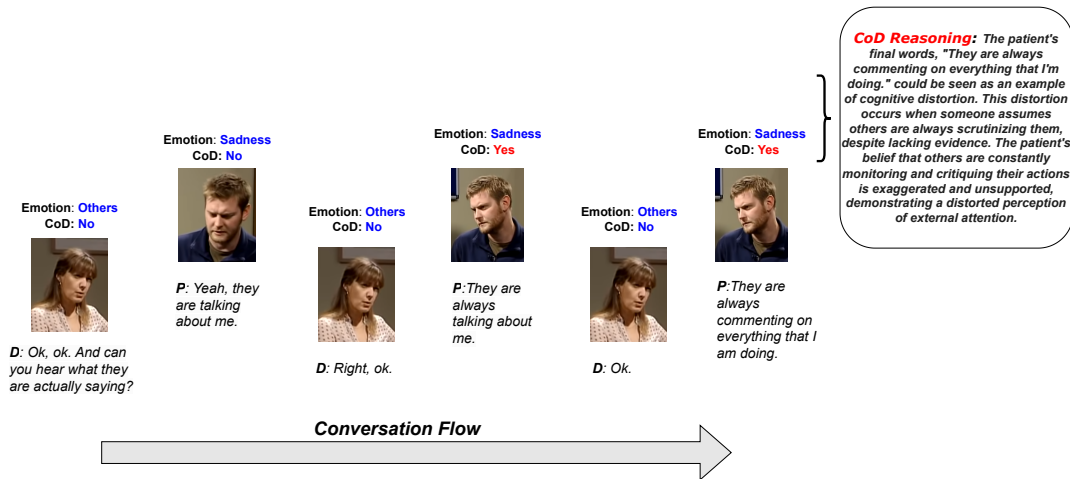 Emotion: Others
CoD: No
D: Ok, ok. And can
you hear what they
are actually saying?
Emotion: Sadness
CoD: No
P: Yeah, they
are talking
about me.
Emotion: Others
CoD: No
D: Right, ok.
Emotion: Sadness
CoD: Yes
P:They are
always
talking about
me.
Emotion: Others
CoD: No
D: Ok.
Emotion: Sadness
CoD: Yes
P:They are
always
commenting on
everything that I
am doing.
CoD Reasoning: The patient's
final words, "They are always
commenting on everything that I'm
doing." could be seen as an example
of cognitive distortion. This distortion
occurs when someone assumes
others are always scrutinizing them,
despite lacking evidence. The patient's
belief that others are constantly
monitoring and critiquing their actions
is exaggerated and unsupported,
demonstrating a distorted perception
of external attention.
Conversation Flow